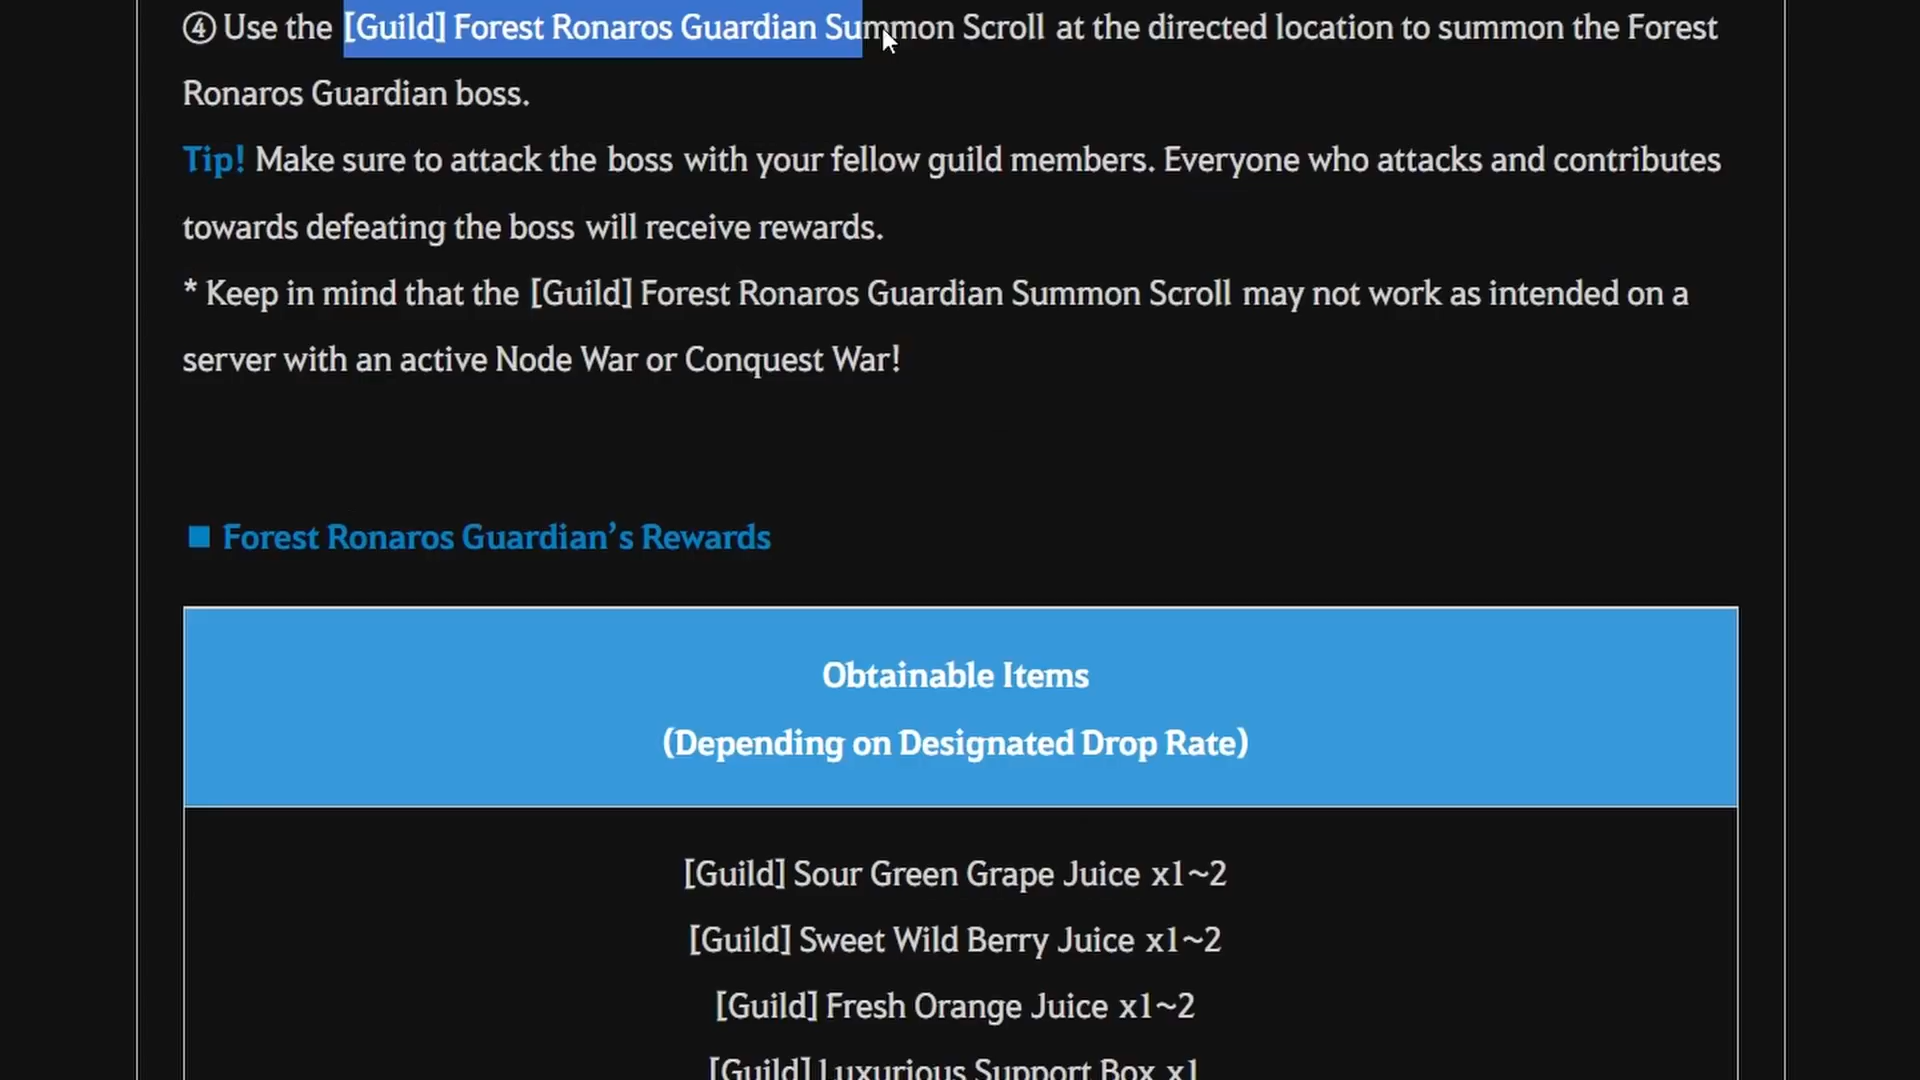 ④ Use the [Guild] Forest Ronaros Guardian Summon Scroll at the directed location to summon the Forest
Ronaros Guardian boss.
Tip! Make sure to attack the boss with your fellow guild members. Everyone who attacks and contributes
towards defeating the boss will receive rewards.
* Keep in mind that the [Guild] Forest Ronaros Guardian Summon Scroll may not work as intended on a
server with an active Node War or Conquest War!
■ Forest Ronaros Guardian’s Rewards
Obtainable Items
(Depending on Designated Drop Rate)
[Guild] Sour Green Grape Juice x1~2
[Guild] Sweet Wild Berry Juice x1~2
[Guild] Fresh Orange Juice x1~2
[Guild] Luxurious Support Box x1